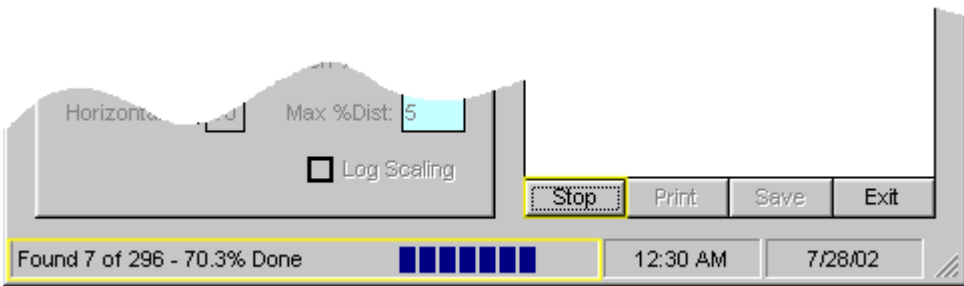 Max %Dist: 5
Log Scaling
Stop Print Save Exit
Found 7 of 296 - 70.3% Done 12:30 AM 7/28/02